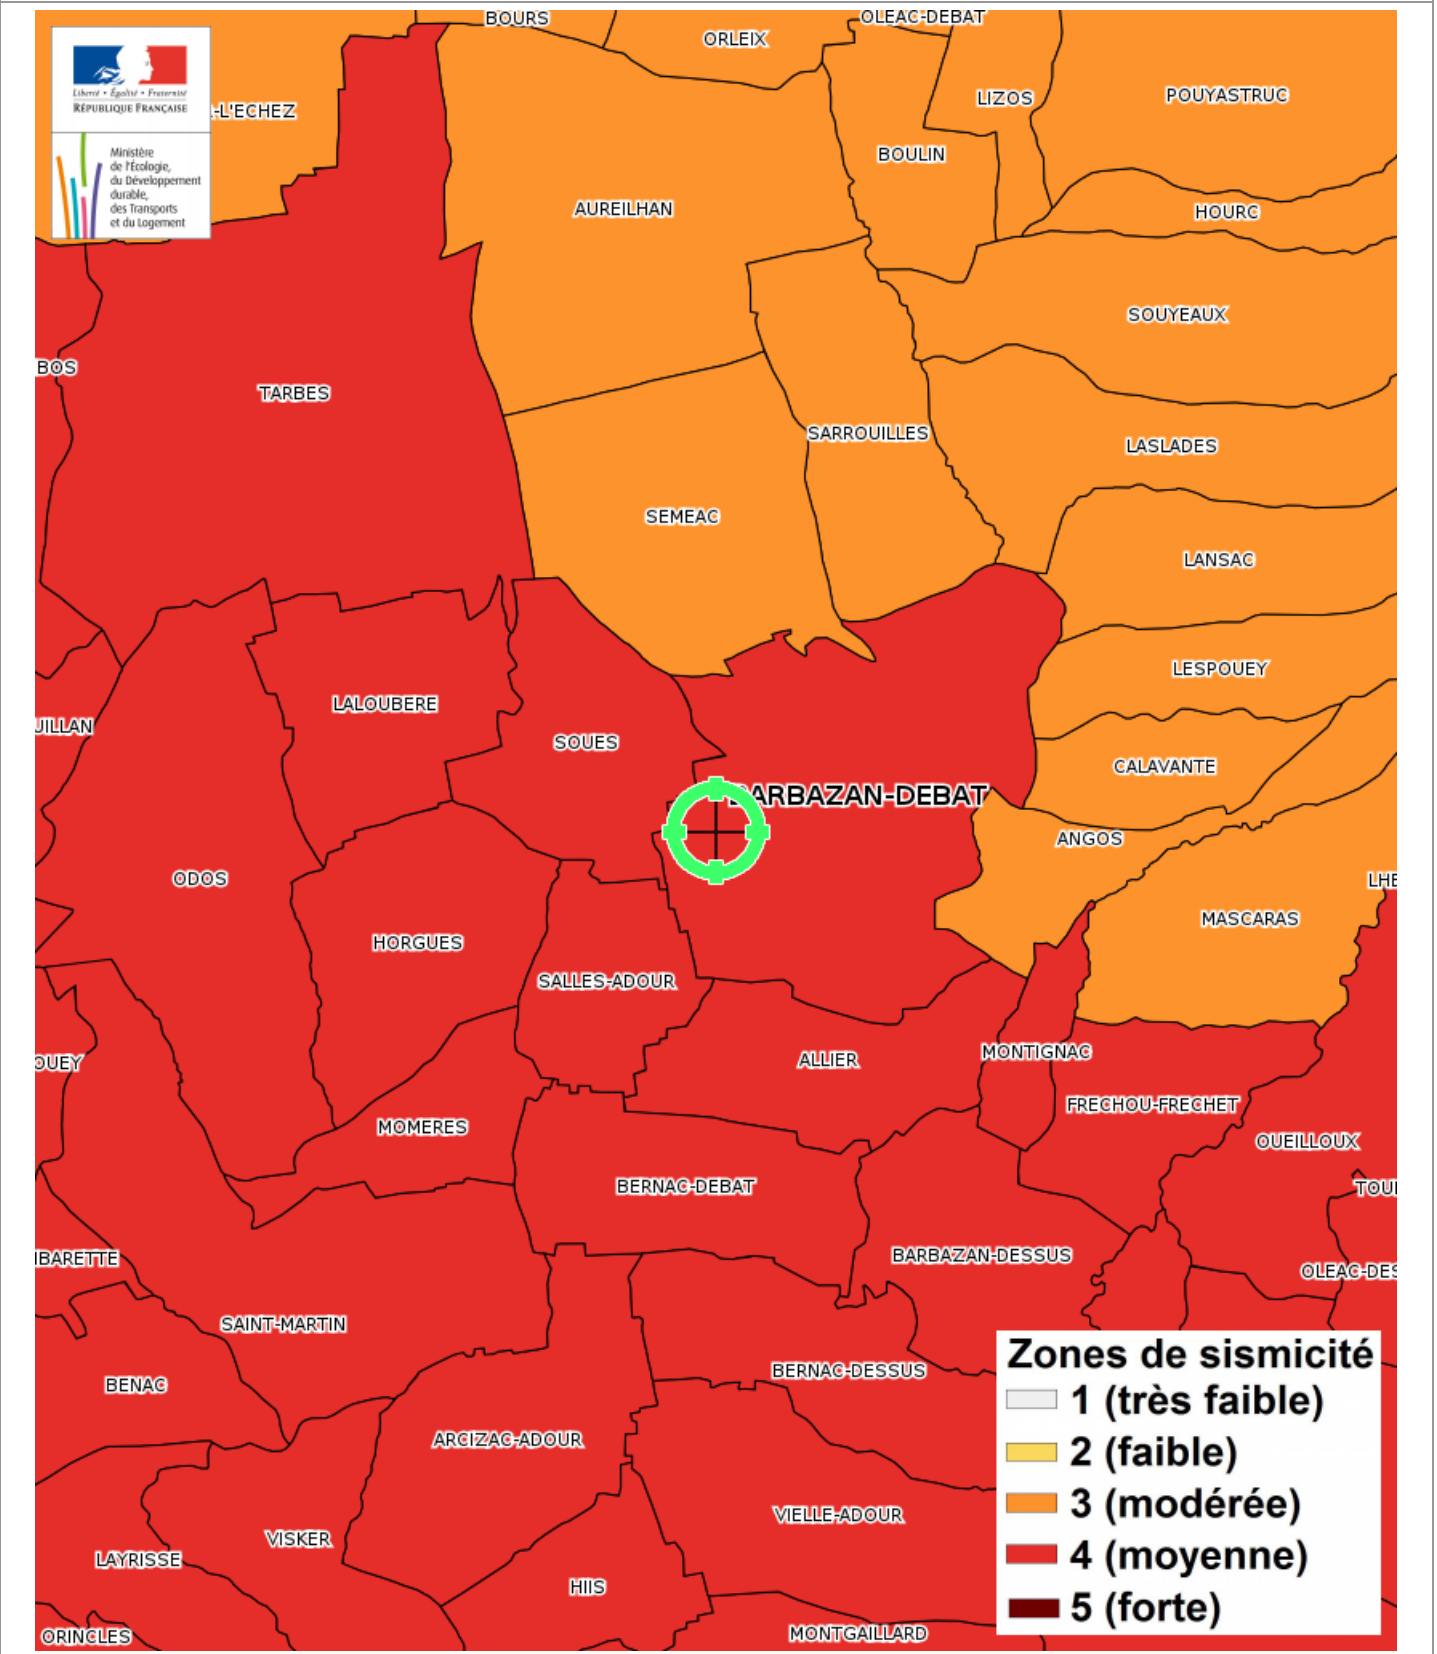 BOURS
OLEAC-DEBAT
ORLEIX
Liberté • Égalité • Fraternité
RÉPUBLIQUE FRANÇAISE
-L'ECHEZ
LIZOS
POUYASTRUC
Ministère
de l'Écologie,
du Développement
durable,
des Transports
et du Logement
BOULIN
AUREILHAN
HOURC
SOUYEAUX
BOS
TARBES
SARROUILLES
LASLADES
SEMEAC
LANSAC
LESPOUEY
LALOUBERE
UILLAN
SOUES
CALAVANTE
BARBAZAN-DEBAT
ANGOS
ODOS
LHE
MASCARAS
HORGUES
SALLES-ADOUR
MONTIGNAC
ALLIER
OUEY
FRECHOU-FRECHET
MOMERES
OUEILLOUX
BERNAC-DEBAT
TOU
IBARETTE
BARBAZAN-DESSUS
OLEAC-DES
SAINT-MARTIN
BERNAC-DESSUS
BENAC
ARCIZAC-ADOUR
VIELLE-ADOUR
VISKER
LAYRISSE
HIIS
ORINCLES
MONTGAILLARD
Zones de sismicité
1 (très faible)
2 (faible)
3 (modérée)
4 (moyenne)
5 (forte)